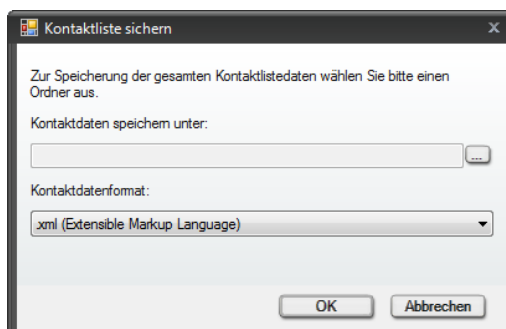 Kontaktliste sichern
x
Zur Speicherung der gesamten Kontaktlistedaten wählen Sie bitte einen
Ordner aus.
Kontaktdaten speichern unter:
...
Kontaktdatenformat:
.xml (Extensible Markup Language)
OK Abbrechen